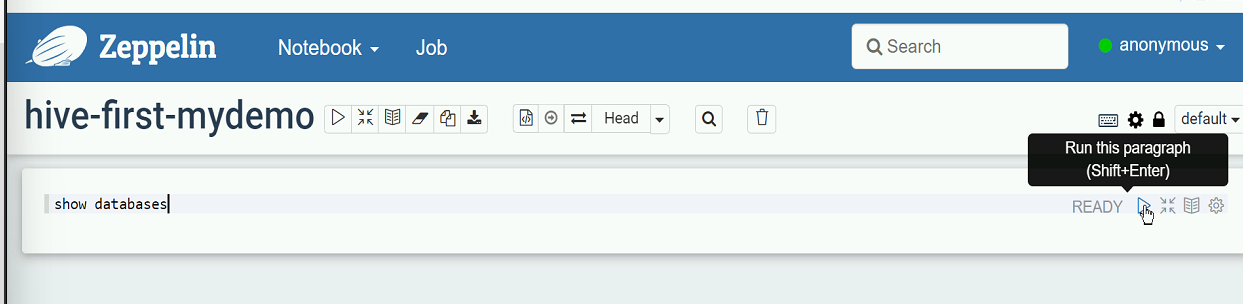 Zeppelin
Notebook
Job
Search
anonymous
hive-first-mydemo
Head
default
Run this paragraph
(Shift+Enter)
show databases
READY